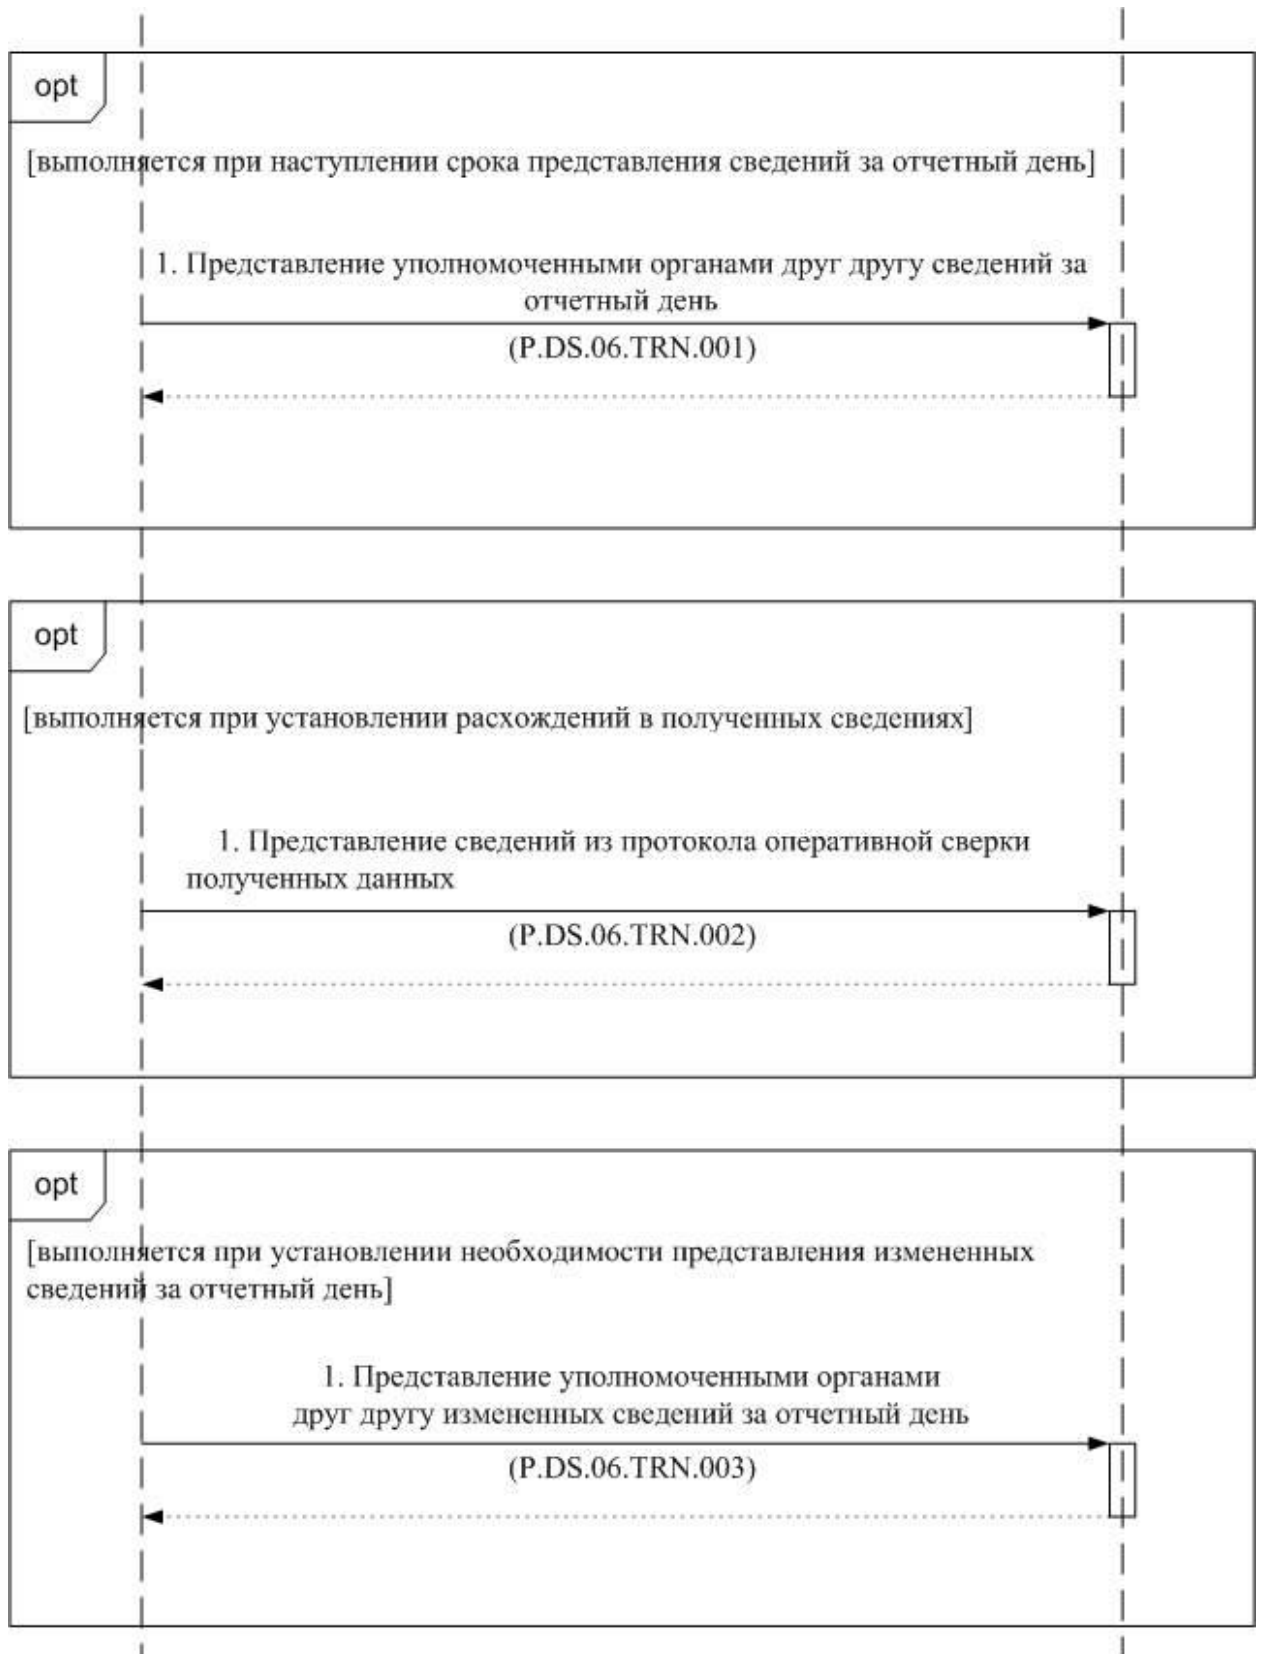 opt
[выполняется при наступлении срока представления сведений за отчетный день]
1. Представление уполномоченными органами друг другу сведений за
отчетный день
(P.DS.06.TRN.001)
opt
[выполняется при установлении расхождений в полученных сведениях]
1. Представление сведений из протокола оперативной сверки
полученных данных
(P.DS.06.TRN.002)
opt
[выполняется при установлении необходимости представления измененных
сведений за отчетный день]
1. Представление уполномоченными органами
друг другу измененных сведений за отчетный день
(P.DS.06.TRN.003)